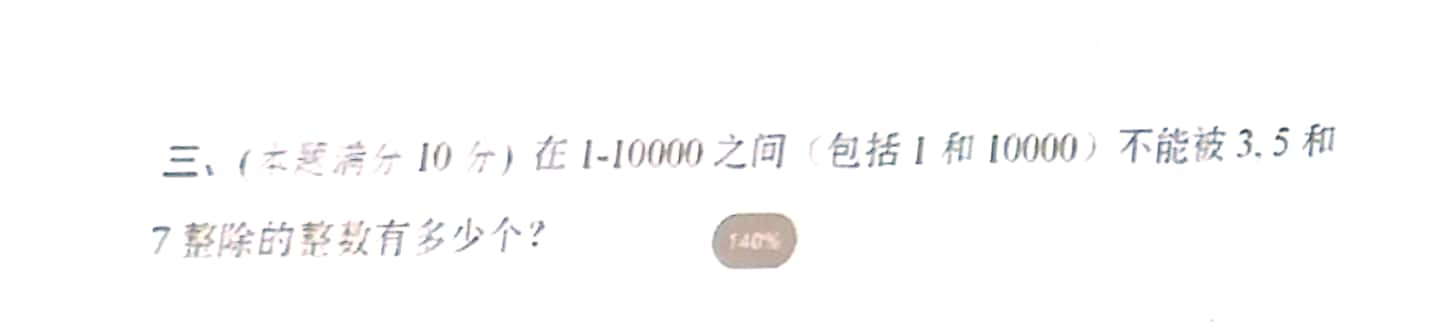 三、(本题满分 10 分) 在 1-10000 之间（包括 1 和 10000）不能被 3. 5 和
7 整除的整数有多少个？
140%